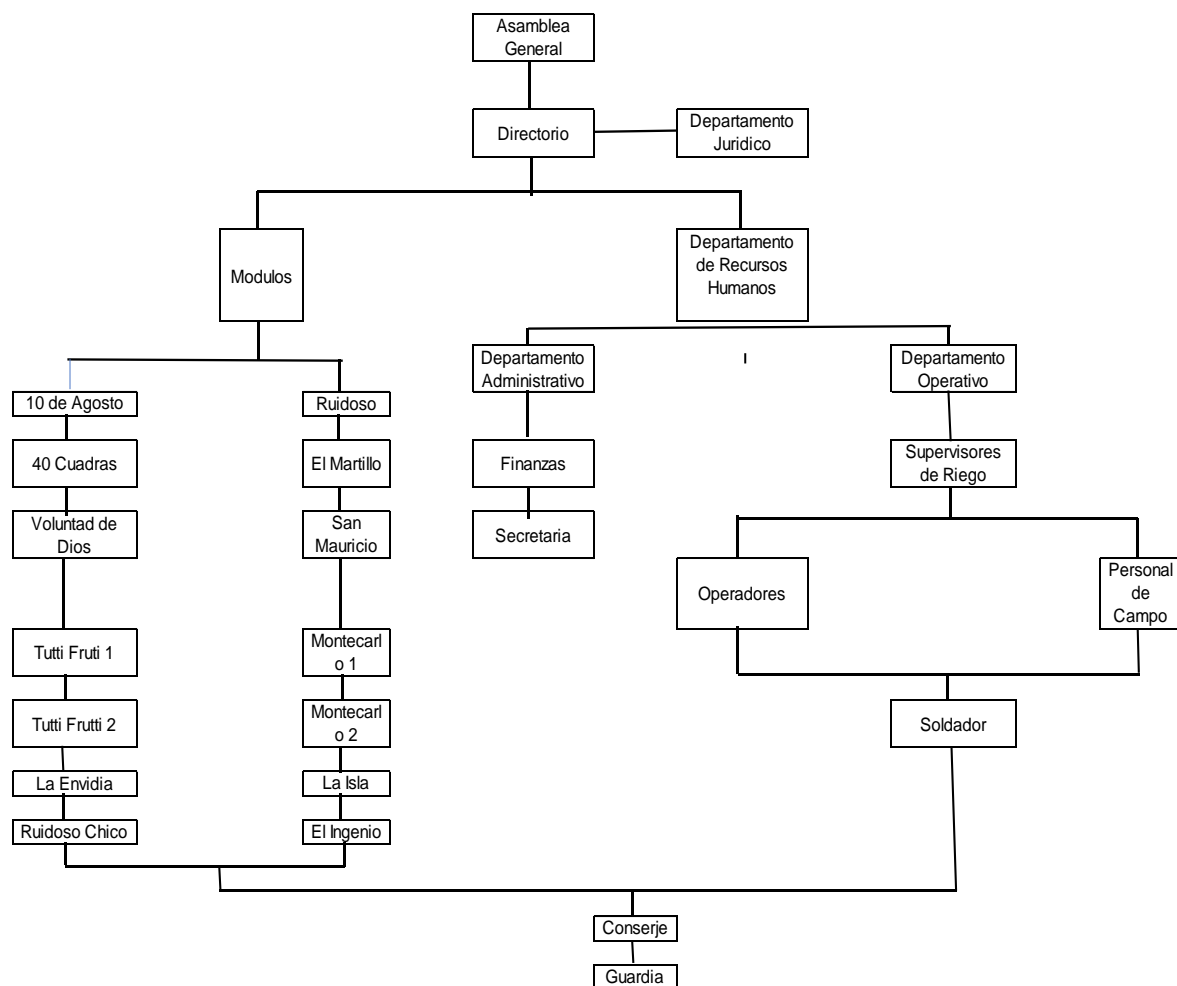 Asamblea
General
Directorio
Departamento
Juridico
Modulos
Departamento
de Recursos
Humanos
Departamento
Administrativo
Departamento
Operativo
10 de Agosto
Ruidoso
40 Cuadras
El Martillo
Finanzas
Supervisores
de Riego
Voluntad de
Dios
San
Mauricio
Secretaria
Operadores
Personal
de
Campo
Tutti Fruti 1
Montecarl
o 1
Tutti Frutti 2
Montecarl
o 2
Soldador
La Envidia
La Isla
Ruidoso Chico
El Ingenio
Conserje
Guardia